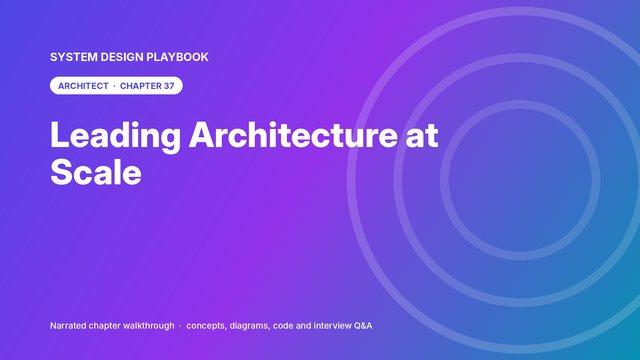 SYSTEM DESIGN PLAYBOOK
ARCHITECT · CHAPTER 37
Leading Architecture at
Scale
Narrated chapter walkthrough · concepts, diagrams, code and interview Q&A